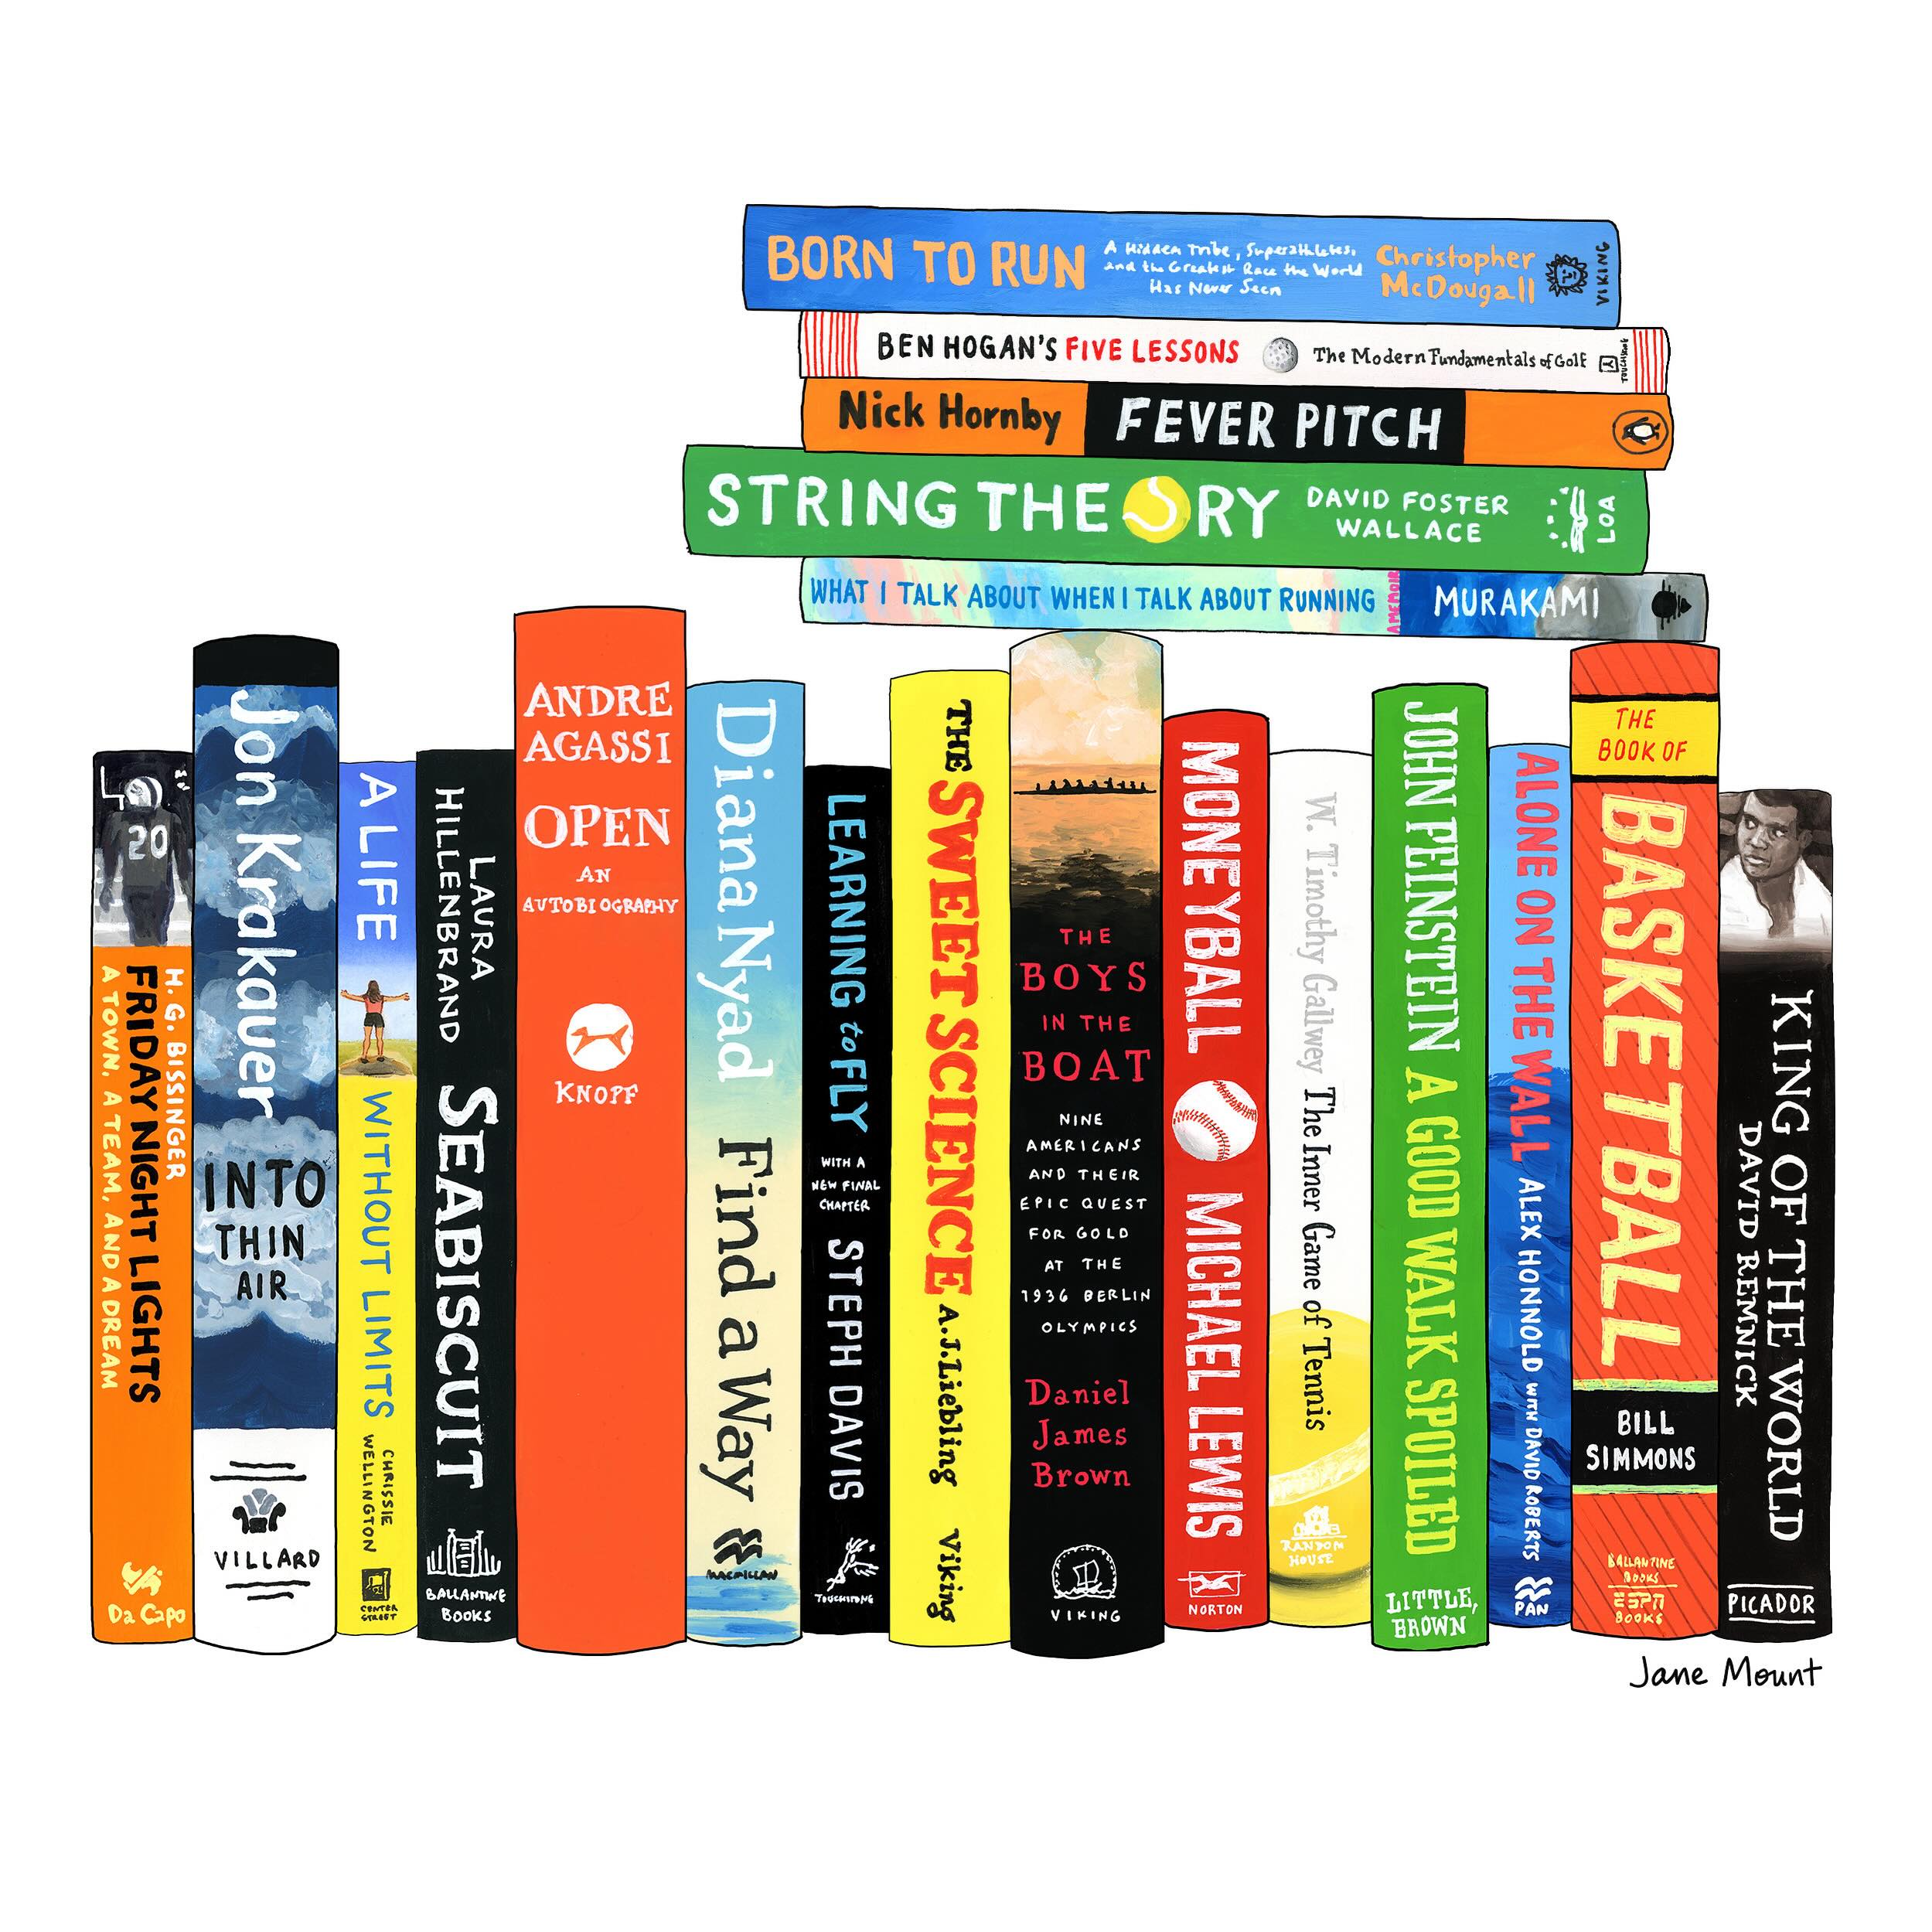 BORN TO RUN
A Hidden Tribe, Superathletes,
and the Greatest Race the World
Has Never Seen
Christopher
McDougall
VIKING
BEN HOGAN'S FIVE LESSONS
The Modern Fundamentals of Golf
TOUCHSTONE
Nick Hornby
FEVER PITCH
STRING THEORY
DAVID FOSTER
WALLACE
LOA
WHAT I TALK ABOUT WHEN I TALK ABOUT RUNNING
A MEMOIR
MURAKAMI
20
H. G. BISSINGER
FRIDAY NIGHT LIGHTS
A TOWN, A TEAM, AND A DREAM
Da Capo
Jon Krakauer
INTO
THIN
AIR
VILLARD
A LIFE
WITHOUT LIMITS
CHRISSIE
WELLINGTON
CENTER
STREET
LAURA
HILLENBRAND
SEABISCUIT
BALLANTINE
BOOKS
ANDRE
AGASSI
OPEN
AN
AUTOBIOGRAPHY
KNOPF
Diana Nyad
Find a Way
MACMILLAN
LEARNING to FLY
WITH A
NEW FINAL
CHAPTER
STEPH DAVIS
TOUCHSTONE
THE SWEET SCIENCE
A.J. Liebling
Viking
THE
BOYS
IN THE
BOAT
NINE
AMERICANS
AND THEIR
EPIC QUEST
FOR GOLD
AT THE
1936 BERLIN
OLYMPICS
Daniel
James
Brown
VIKING
MONEYBALL
MICHAEL LEWIS
NORTON
W. Timothy Gallwey
The Inner Game of Tennis
RANDOM
HOUSE
JOHN FEINSTEIN
A GOOD WALK SPOILED
LITTLE,
BROWN
ALONE ON THE WALL
ALEX HONNOLD WITH DAVID ROBERTS
PAN
THE
BOOK OF
BASKETBALL
BILL
SIMMONS
BALLANTINE
BOOKS
ESPN
BOOKS
KING OF THE WORLD
DAVID REMNICK
PICADOR
Jane Mount